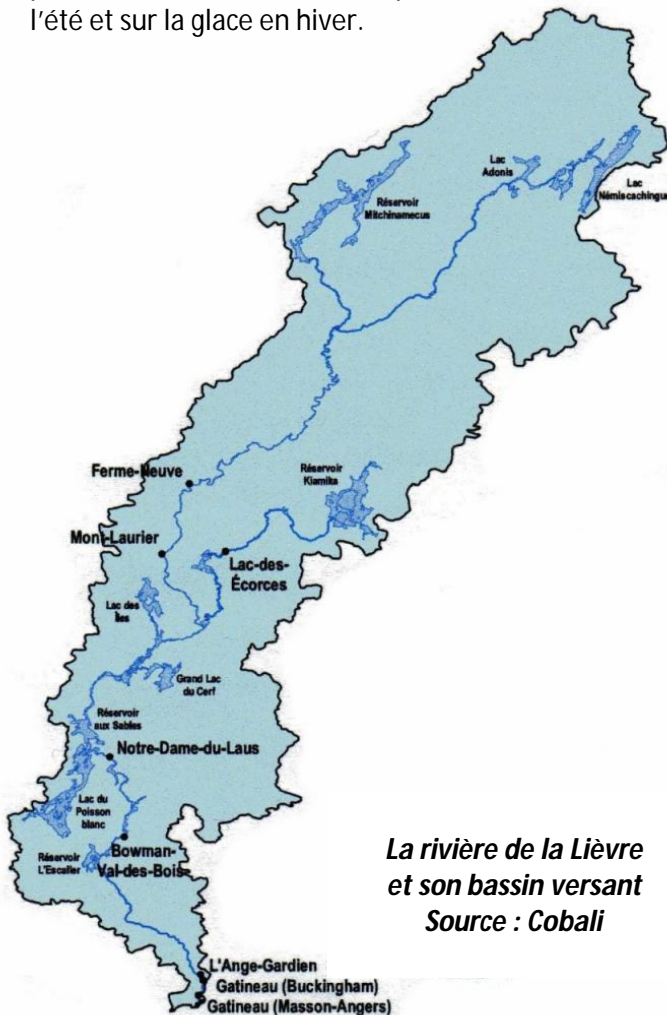 l'été et sur la glace en hiver.
Lac
Adonis
Lac
Némiscachingue
Réservoir
Mitchinamecus
Ferme-Neuve
Réservoir
Kiamika
Mont-Laurier
Lac-des-
Écorces
Lac des
Îles
Grand Lac
du Cerf
Réservoir
aux Sables
Notre-Dame-du-Laus
Lac du
Poisson
blanc
Bowman-
Val-des-Bois
Réservoir
L'Escalier
La rivière de la Lièvre
et son bassin versant
Source : Cobali
L'Ange-Gardien
Gatineau (Buckingham)
Gatineau (Masson-Angers)